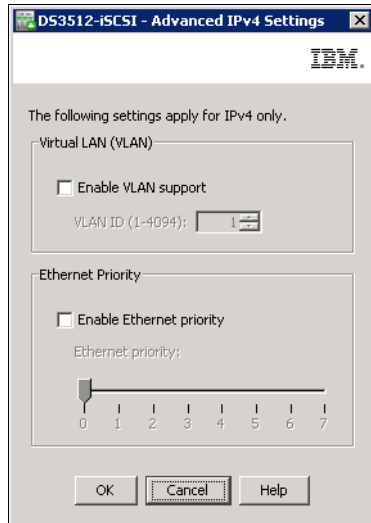 DS3512-iSCSI - Advanced IPv4 Settings
IBM.
The following settings apply for IPv4 only.
Virtual LAN (VLAN)
Enable VLAN support
VLAN ID (1-4094): 1
Ethernet Priority
Enable Ethernet priority
Ethernet priority:
0 1 2 3 4 5 6 7
OK Cancel Help